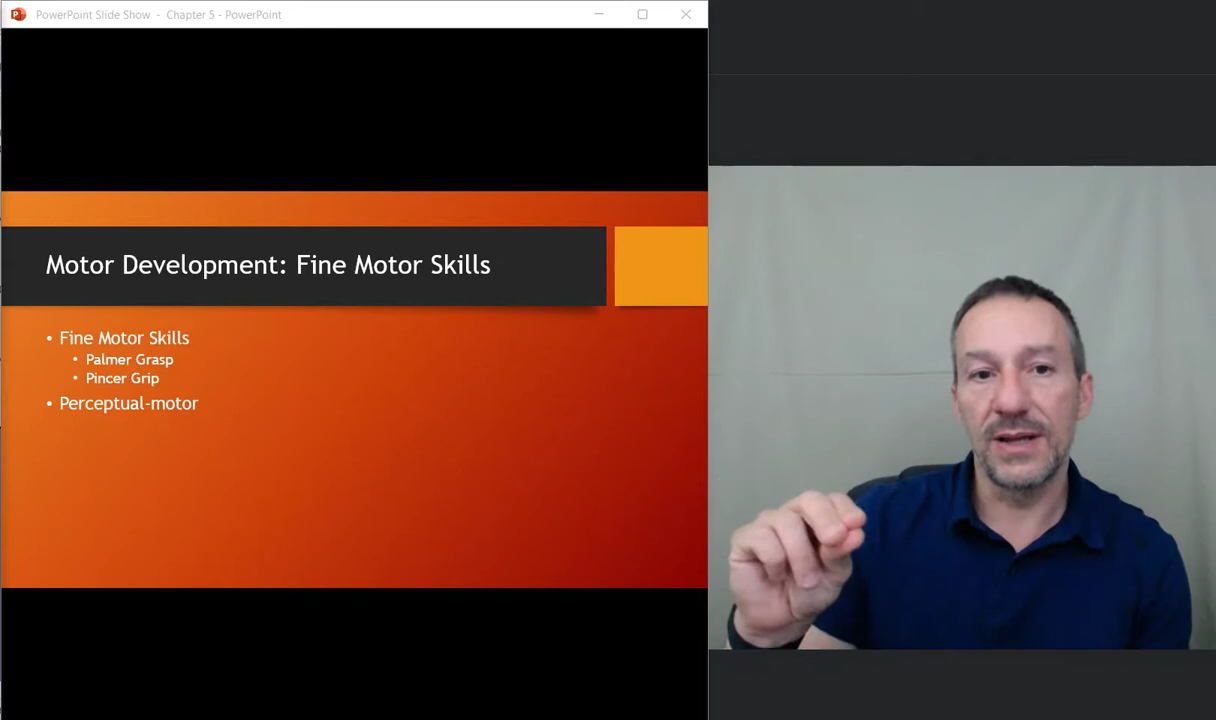 PowerPoint Slide Show - Chapter 5 - PowerPoint
Motor Development: Fine Motor Skills
• Fine Motor Skills
• Palmer Grasp
• Pincer Grip
• Perceptual-motor